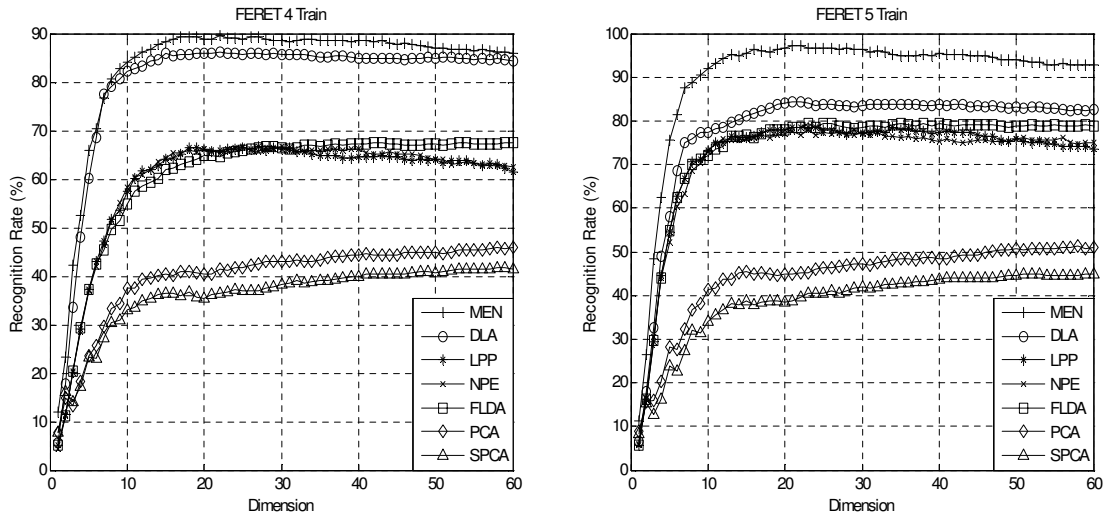 FERET 4 Train
90
80
70
60
50
40
30
20
10
0
Recognition Rate (%)
0 10 20 30 40 50 60
Dimension
MEN
DLA
LPP
NPE
FLDA
PCA
SPCA
FERET 5 Train
100
90
80
70
60
50
40
30
20
10
0
Recognition Rate (%)
0 10 20 30 40 50 60
Dimension
MEN
DLA
LPP
NPE
FLDA
PCA
SPCA